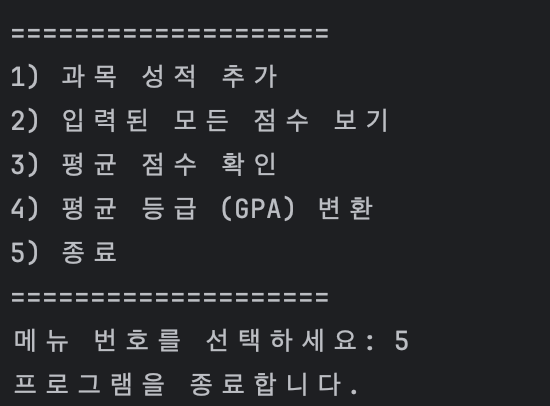 ====================
1) 과목 성적 추가
2) 입력된 모든 점수 보기
3) 평균 점수 확인
4) 평균 등급 (GPA) 변환
5) 종료
====================
메뉴 번호를 선택하세요: 5
프로그램을 종료합니다.